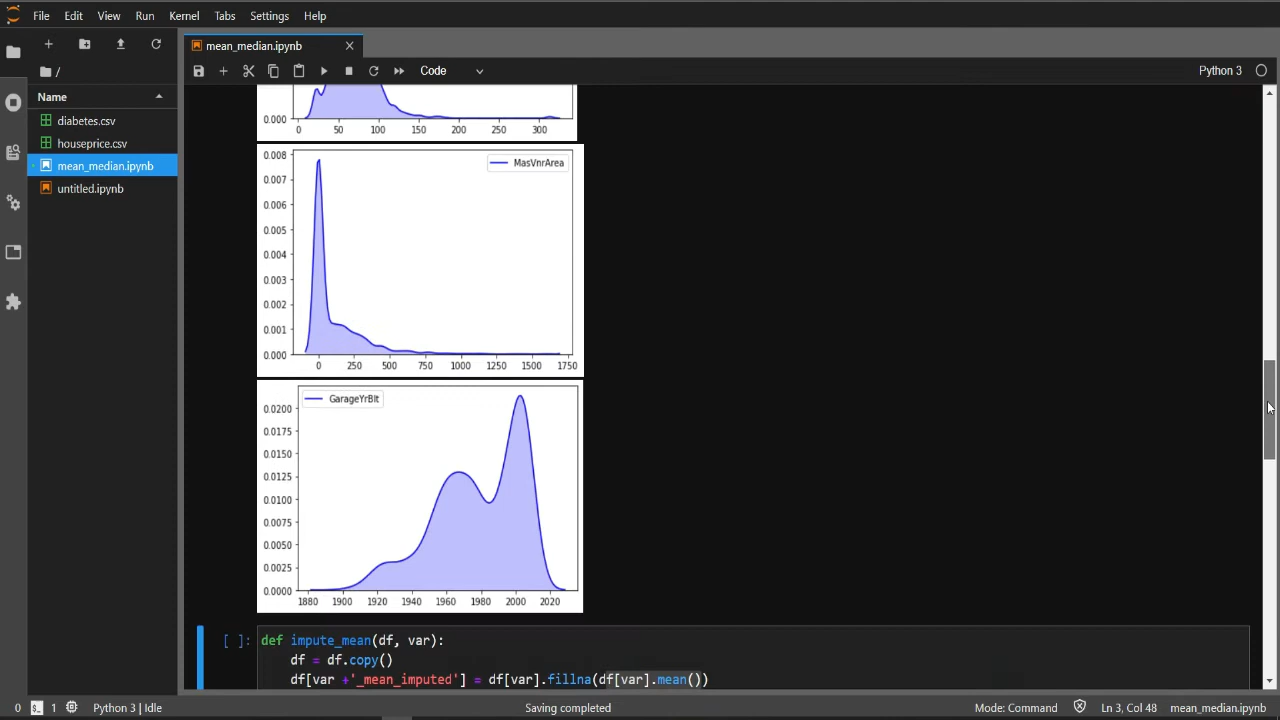 File Edit View Run Kernel Tabs Settings Help
mean_median.ipynb
/
Code
Python 3
Name
diabetes.csv
houseprice.csv
mean_median.ipynb
untitled.ipynb
0.000
0 50 100 150 200 250 300
0.008
0.007
0.006
0.005
0.004
0.003
0.002
0.001
0.000
MasVnrArea
0 250 500 750 1000 1250 1500 1750
0.0200
0.0175
0.0150
0.0125
0.0100
0.0075
0.0050
0.0025
0.0000
GarageYrBlt
1880 1900 1920 1940 1960 1980 2000 2020
[ ]: def impute_mean(df, var):
df = df.copy()
df[var +'_mean_imputed'] = df[var].fillna(df[var].mean())
0 1 Python 3 | Idle Saving completed Mode: Command Ln 3, Col 48 mean_median.ipynb